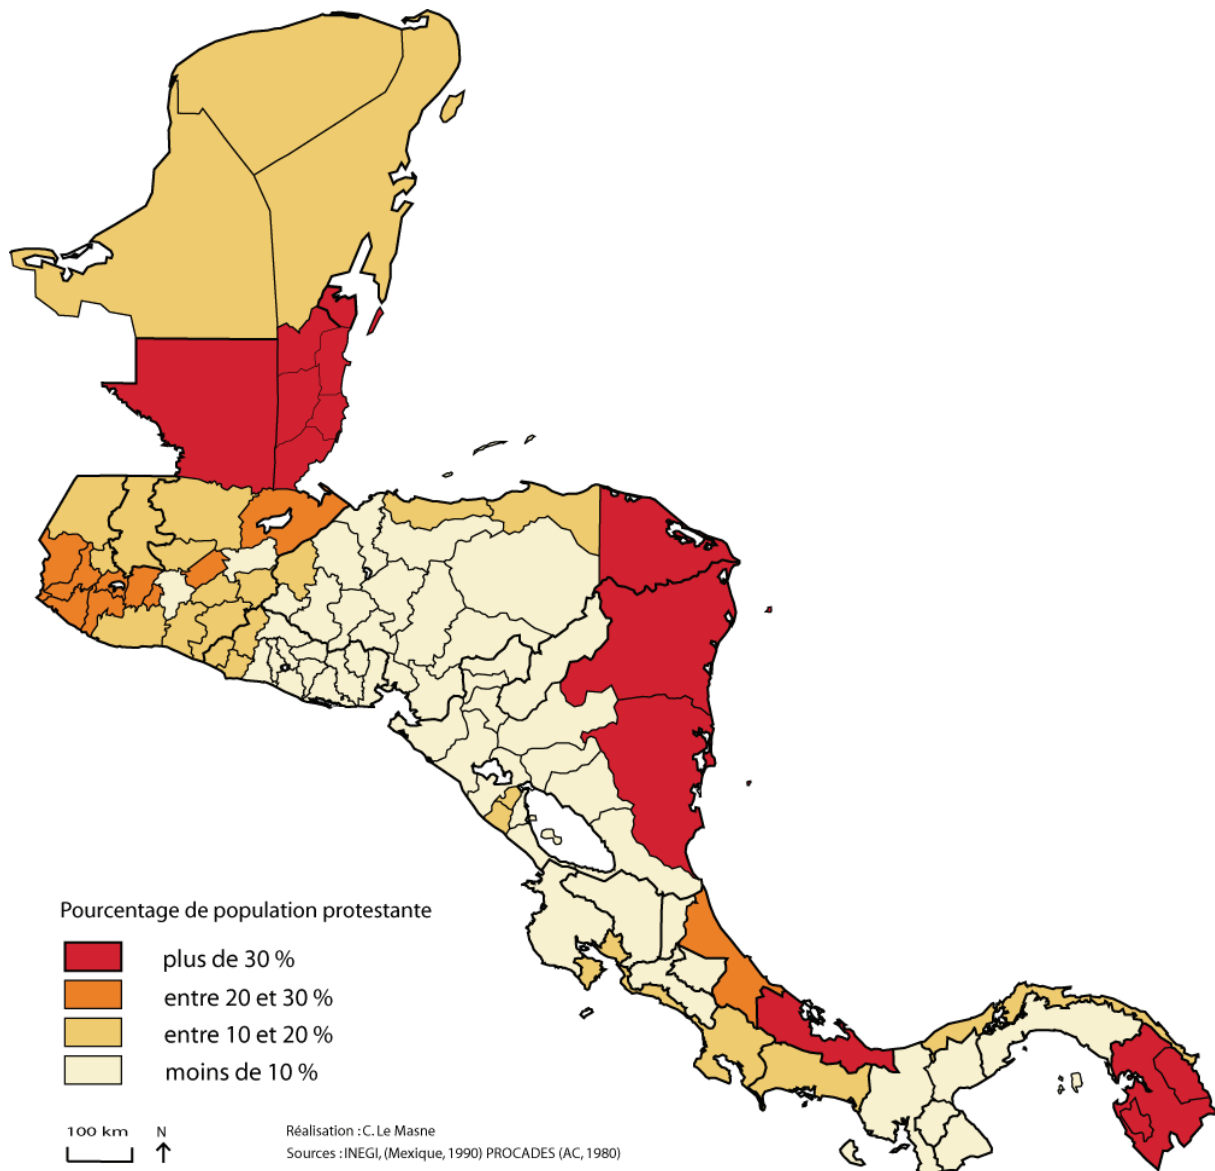 Pourcentage de population protestante
plus de 30 %
entre 20 et 30 %
entre 10 et 20 %
moins de 10 %
100 km
N
Réalisation : C. Le Masne
Sources : INEGI, (Mexique, 1990) PROCADES (AC, 1980)